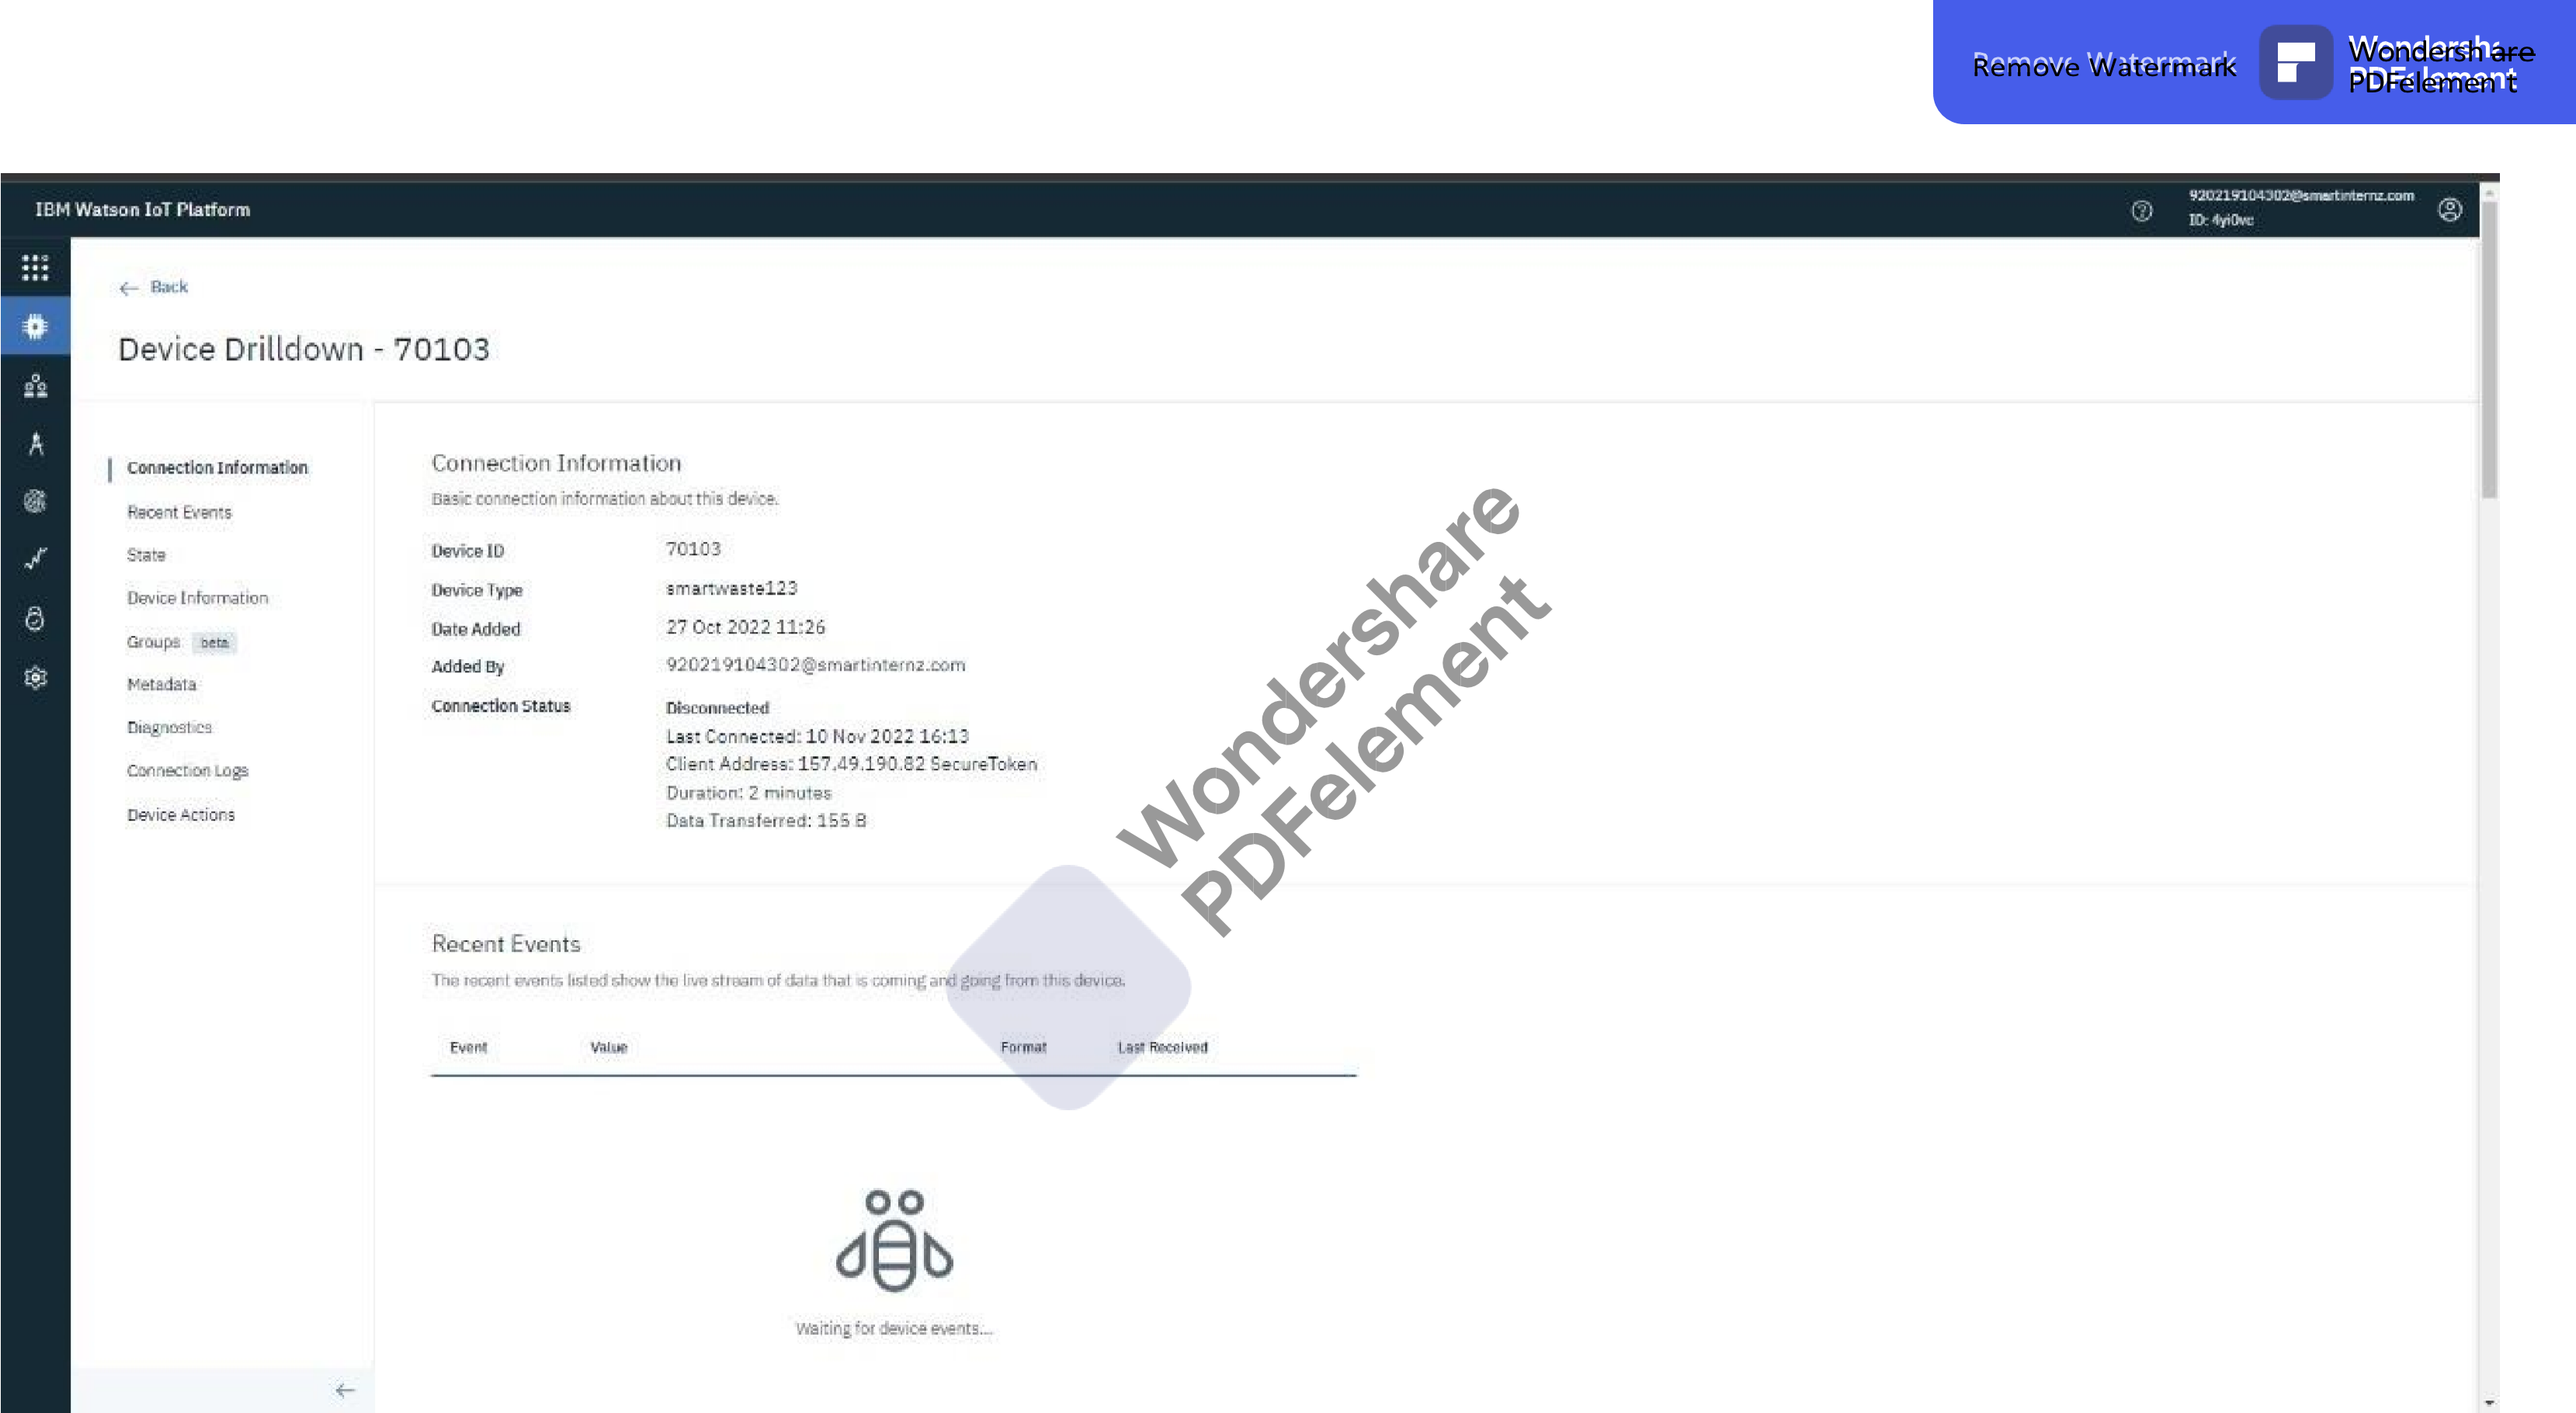 Remove Watermark
Wondershare
PDFelement
IBM Watson IoT Platform
920219104302@smartinternz.com
ID: 4yi0vc
Back
Device Drilldown - 70103
Connection Information
Recent Events
State
Device Information
Groups beta
Metadata
Diagnostics
Connection Logs
Device Actions
Connection Information
Basic connection information about this device.
Device ID 70103
Device Type smartwaste123
Date Added 27 Oct 2022 11:26
Added By 920219104302@smartinternz.com
Connection Status Disconnected
Last Connected: 10 Nov 2022 16:13
Client Address: 157.49.190.82 SecureToken
Duration: 2 minutes
Data Transferred: 155 B
Wondershare
PDFelement
Recent Events
The recent events listed show the live stream of data that is coming and going from this device.
Event Value Format Last Received
Waiting for device events...